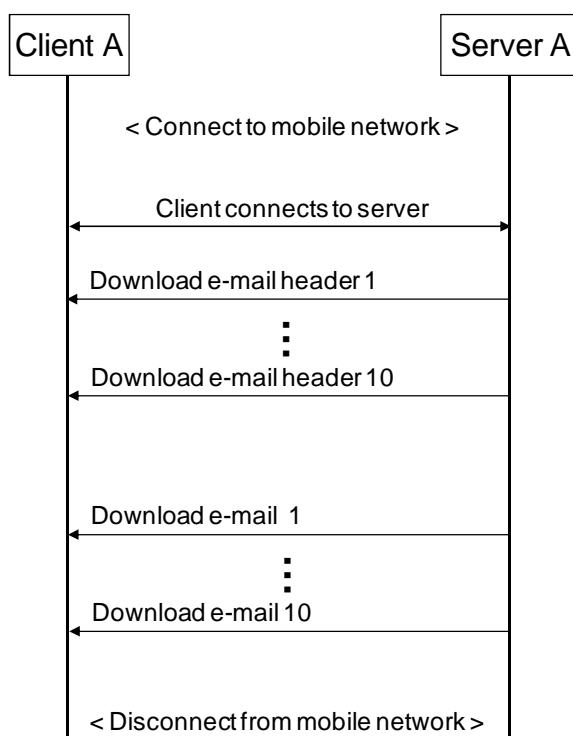 Client A
Server A
< Connect to mobile network >
Client connects to server
Download e-mail header 1
Download e-mail header 10
Download e-mail 1
Download e-mail 10
< Disconnect from mobile network >